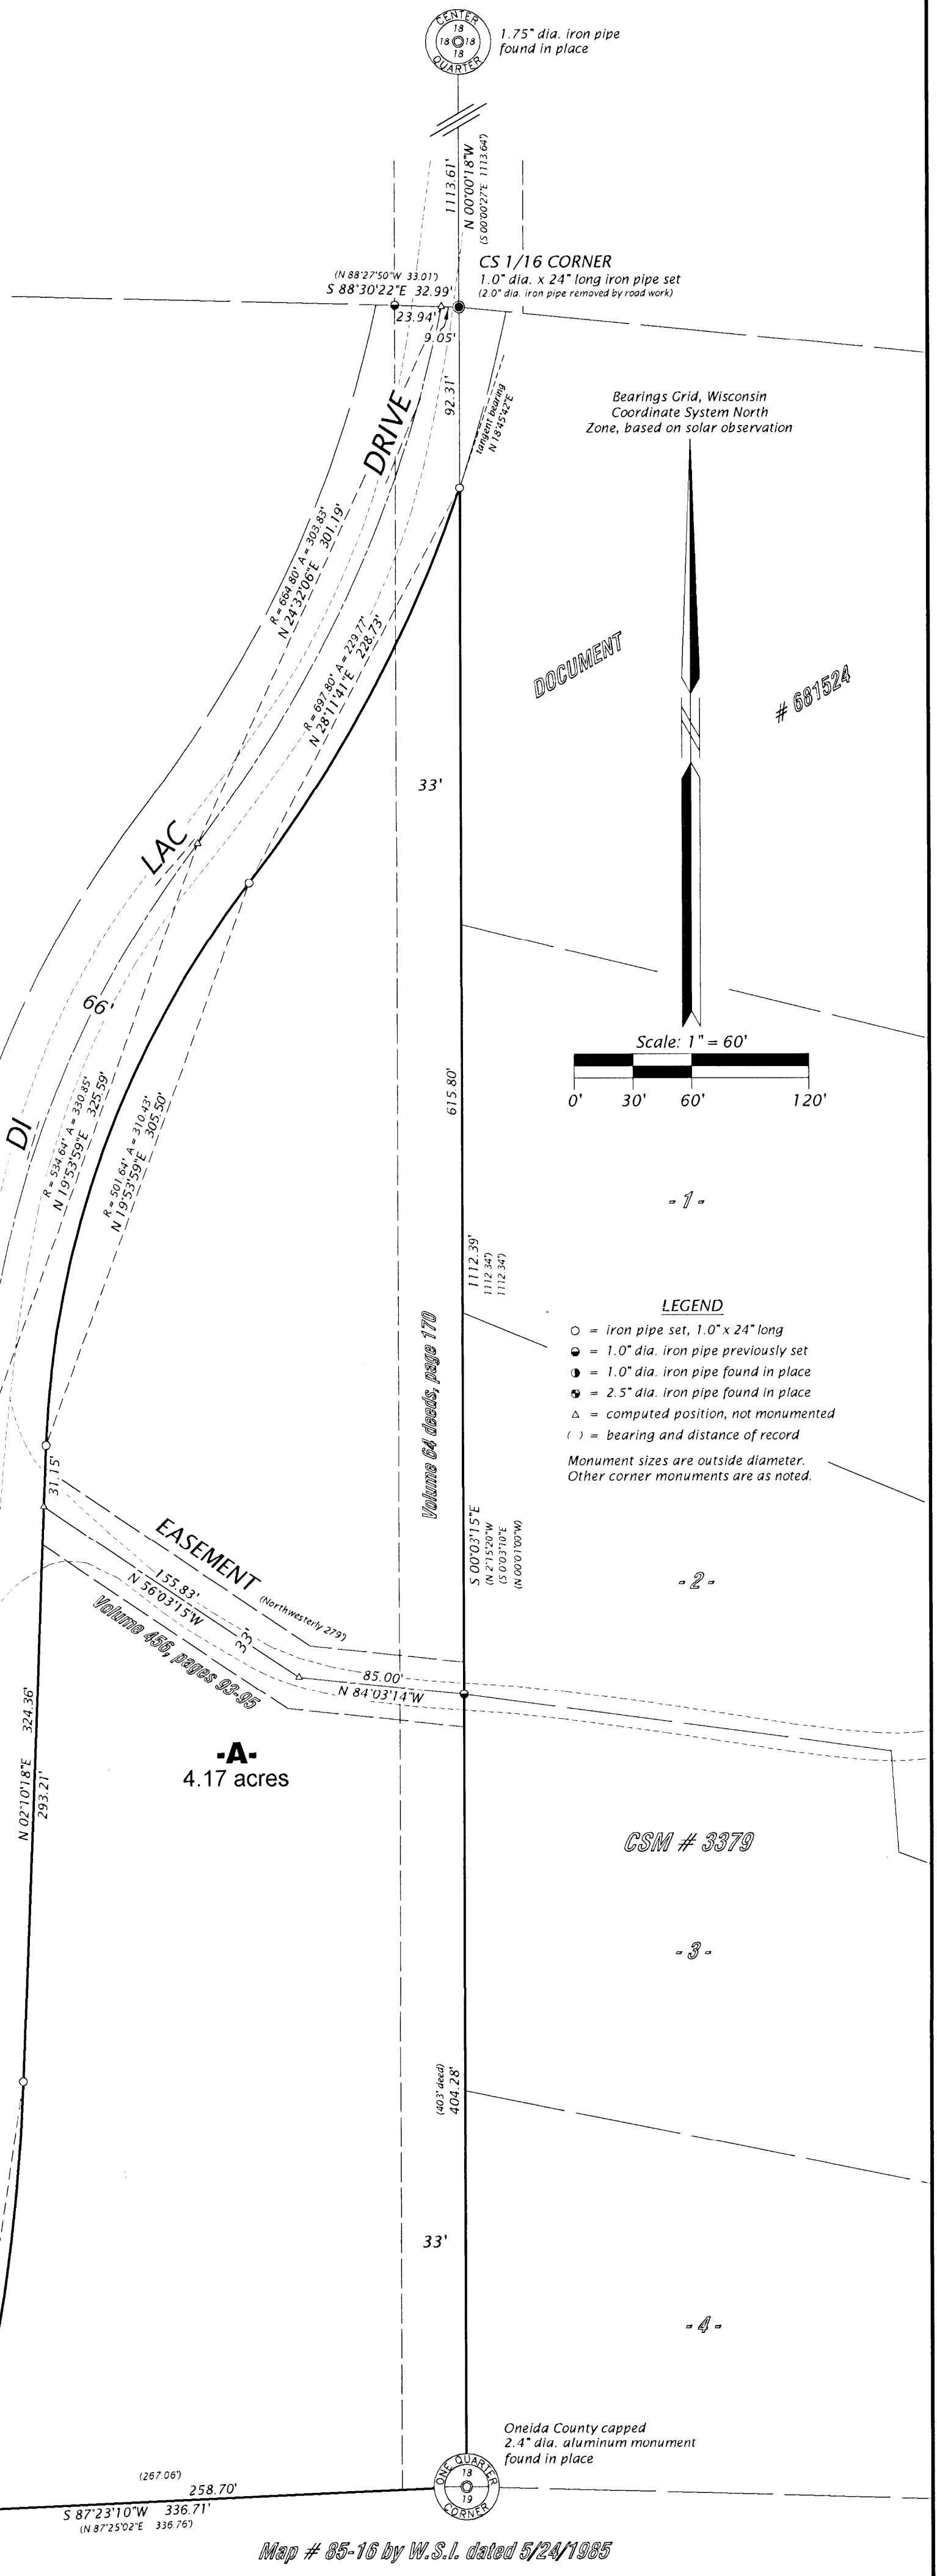 CENTER
18
18 18
18
QUARTER
1.75" dia. iron pipe
found in place
1113.61'
N 00°00'18"W
(S 00°00'27"E 1113.64')
CS 1/16 CORNER
1.0" dia. x 24" long iron pipe set
(2.0" dia. iron pipe removed by road work)
(N 88°27'50"W 33.01')
S 88°30'22"E 32.99'
23.94'
9.05'
92.31'
tangent bearing
N 18°45'42"E
Bearings Grid, Wisconsin
Coordinate System North
Zone, based on solar observation
DRIVE
R = 664.80' A = 303.83'
N 24°32'06"E 301.19'
R = 697.80' A = 229.77'
N 28°11'41"E 228.73'
DOCUMENT
# 681524
33'
LAC
66'
DI
R = 534.64' A = 330.85'
N 19°53'59"E 325.59'
R = 501.64' A = 310.43'
N 19°53'59"E 305.50'
615.80'
Scale: 1" = 60'
0' 30' 60' 120'
- 1 -
1112.39'
1112.34')
1112.34')
Volume 64 deeds, page 170
LEGEND
= iron pipe set, 1.0" x 24" long
= 1.0" dia. iron pipe previously set
= 1.0" dia. iron pipe found in place
= 2.5" dia. iron pipe found in place
= computed position, not monumented
( ) = bearing and distance of record
Monument sizes are outside diameter.
Other corner monuments are as noted.
31.15'
S 00°03'15"E
(N 2°15'20"W
(S 0°03'10"E
(N 00°01'00"W)
EASEMENT
(Northwesterly 279')
155.83'
N 56°03'15"W
33'
Volume 456, pages 93-95
- 2 -
85.00'
N 84°03'14"W
-A-
4.17 acres
N 02°10'18"E 324.36'
293.21'
CSM # 3379
- 3 -
(403' deed)
404.28'
33'
- 4 -
Oneida County capped
2.4" dia. aluminum monument
found in place
ONE QUARTER
18
19
CORNER
(267.06')
258.70'
S 87°23'10"W 336.71'
(N 87°25'02"E 336.76')
Map # 85-16 by W.S.I. dated 5/24/1985